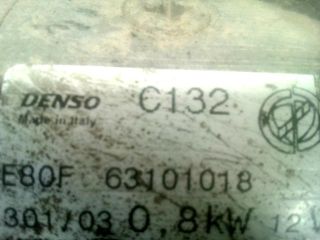 DENSO C132
Made in Italy
E80F 63101018
301/03 0,8kW 12V